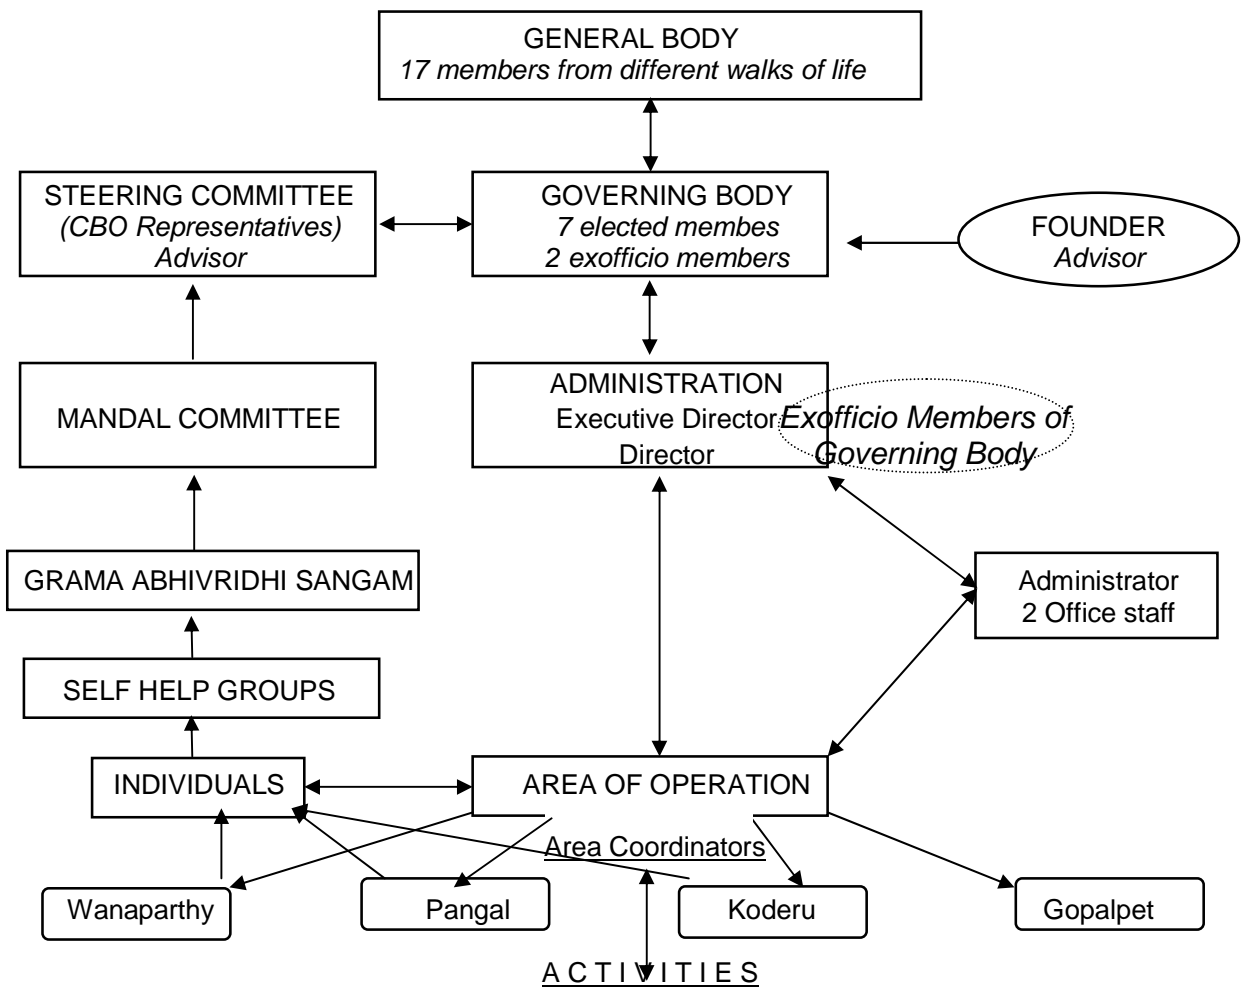 GENERAL BODY
17 members from different walks of life
STEERING COMMITTEE
(CBO Representatives)
Advisor
GOVERNING BODY
7 elected membes
2 exofficio members
FOUNDER
Advisor
MANDAL COMMITTEE
ADMINISTRATION
Executive Director
Director
Exofficio Members of
Governing Body
GRAMA ABHIVRIDHI SANGAM
Administrator
2 Office staff
SELF HELP GROUPS
INDIVIDUALS
AREA OF OPERATION
Area Coordinators
Wanaparthy
Pangal
Koderu
Gopalpet
A C T I V I T I E S